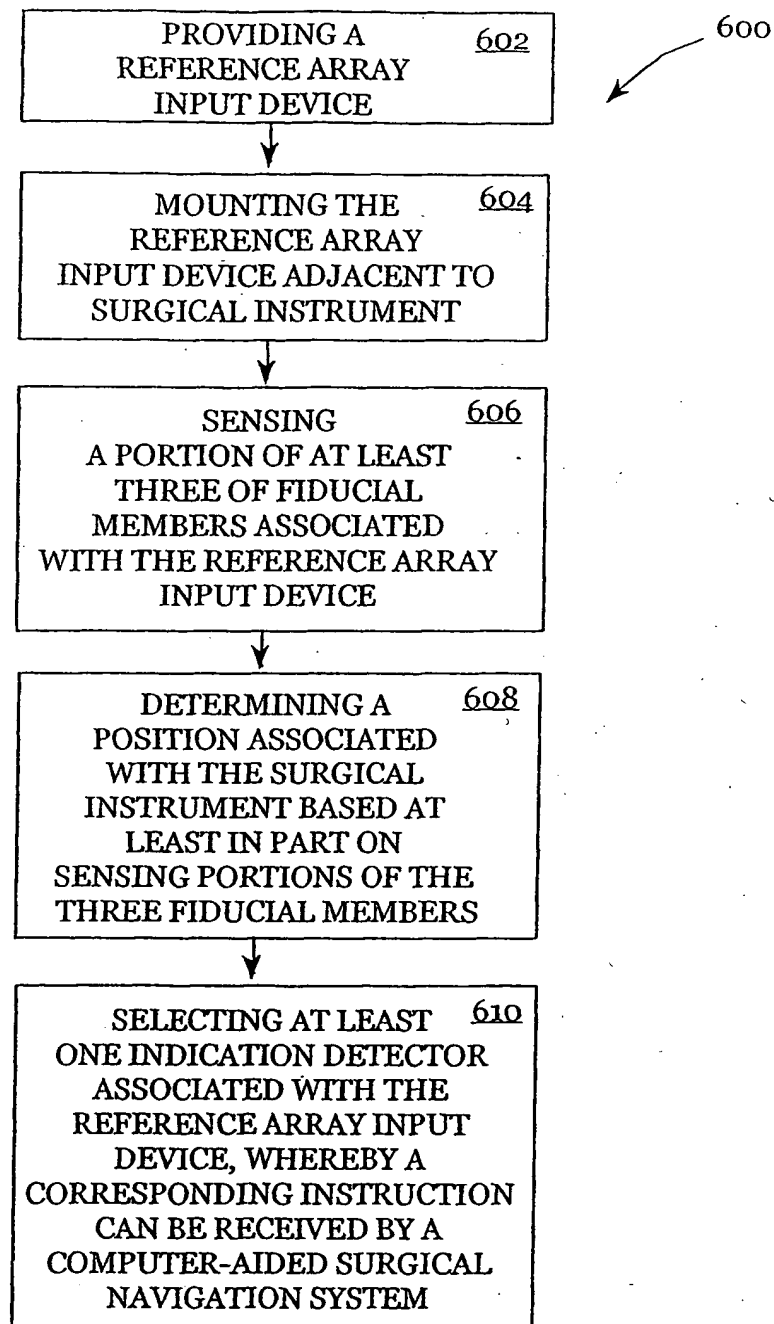 PROVIDING A 602
REFERENCE ARRAY
INPUT DEVICE
600
MOUNTING THE 604
REFERENCE ARRAY
INPUT DEVICE ADJACENT TO
SURGICAL INSTRUMENT
SENSING 606
A PORTION OF AT LEAST
THREE OF FIDUCIAL
MEMBERS ASSOCIATED
WITH THE REFERENCE ARRAY
INPUT DEVICE
DETERMINING A 608
POSITION ASSOCIATED
WITH THE SURGICAL
INSTRUMENT BASED AT
LEAST IN PART ON
SENSING PORTIONS OF THE
THREE FIDUCIAL MEMBERS
SELECTING AT LEAST 610
ONE INDICATION DETECTOR
ASSOCIATED WITH THE
REFERENCE ARRAY INPUT
DEVICE, WHEREBY A
CORRESPONDING INSTRUCTION
CAN BE RECEIVED BY A
COMPUTER-AIDED SURGICAL
NAVIGATION SYSTEM